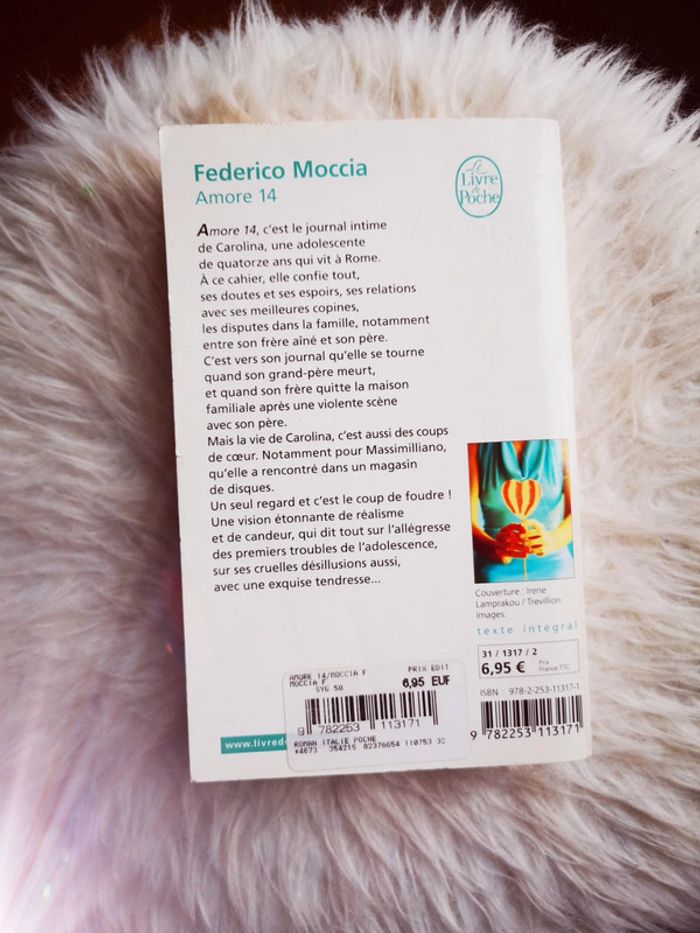 Federico Moccia
Amore 14
Le
Livre
de
Poche
Amore 14, c'est le journal intime
de Carolina, une adolescente
de quatorze ans qui vit à Rome.
À ce cahier, elle confie tout,
ses doutes et ses espoirs, ses relations
avec ses meilleures copines,
les disputes dans la famille, notamment
entre son frère aîné et son père.
C'est vers son journal qu'elle se tourne
quand son grand-père meurt,
et quand son frère quitte la maison
familiale après une violente scène
avec son père.
Mais la vie de Carolina, c'est aussi des coups
de cœur. Notamment pour Massimilliano,
qu'elle a rencontré dans un magasin
de disques.
Un seul regard et c'est le coup de foudre !
Une vision étonnante de réalisme
et de candeur, qui dit tout sur l'allégresse
des premiers troubles de l'adolescence,
sur ses cruelles désillusions aussi,
avec une exquise tendresse...
Couverture : Irene
Lamprakou / Trevillion
Images.
texte intégral
31 / 1317 / 2
6,95 € Prix
France TTC
ISBN : 978-2-253-11317-1
9 782253 113171
AMORE 14/MOCCIA F PRIX EDIT
MOCCIA F 6,95 EUR
SYG 50
9 782253 113171
ROMAN ITALIE POCHE
*4673 354215 02376654 110753 32
www.livred